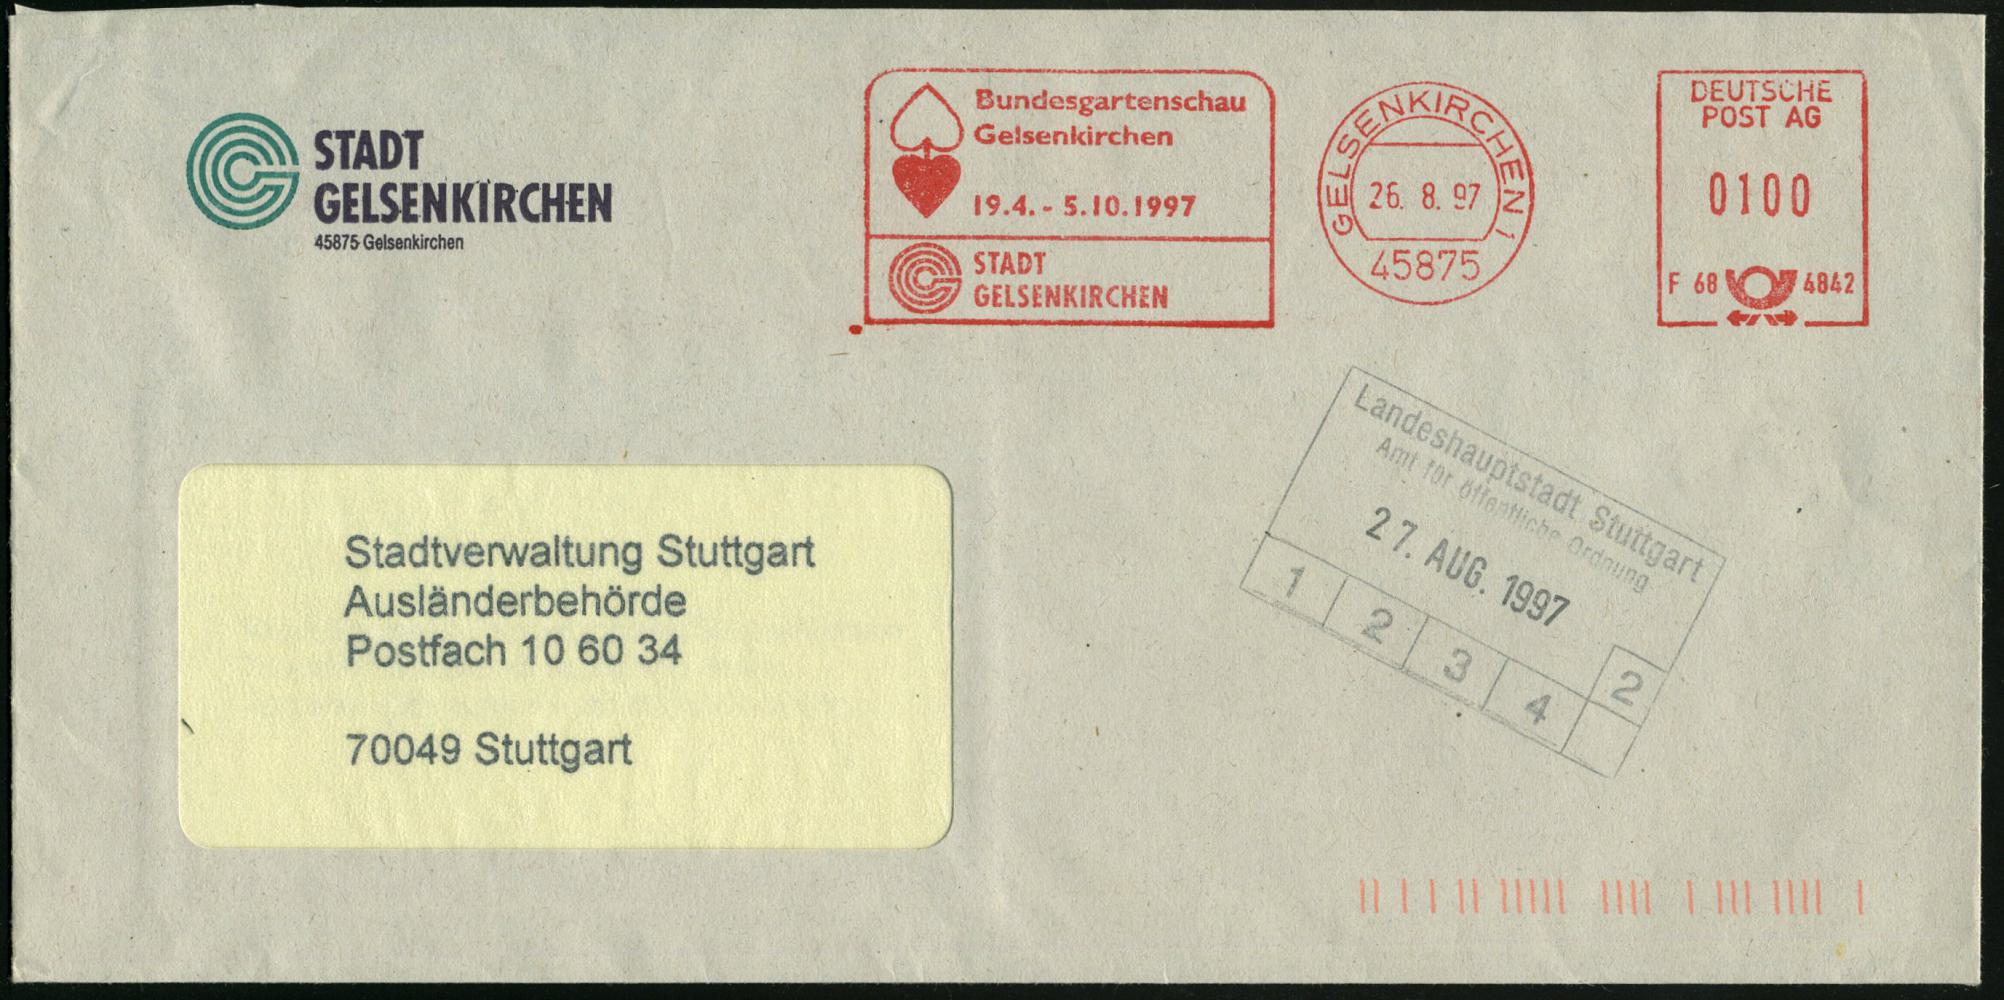 STADT
GELSENKIRCHEN
45875 Gelsenkirchen
Bundesgartenschau
Gelsenkirchen
19.4. - 5.10.1997
STADT
GELSENKIRCHEN
GELSENKIRCHEN 1
26. 8. 97
45875
DEUTSCHE
POST AG
0100
F 68 4842
Landeshauptstadt Stuttgart
Amt für öffentliche Ordnung
27. AUG. 1997
1 2 3 4 2
Stadtverwaltung Stuttgart
Ausländerbehörde
Postfach 10 60 34
70049 Stuttgart